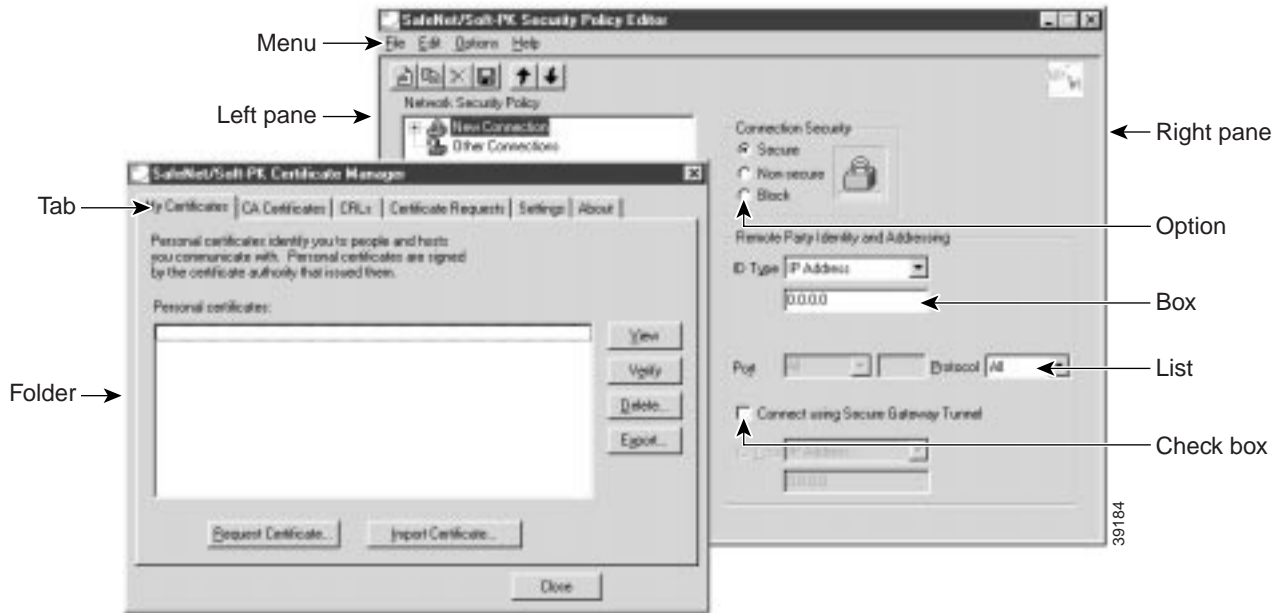 SafeNet/Soft-PK Security Policy Editor
Menu
File Edit Options Help
Left pane
Network Security Policy
New Connection
Other Connections
Connection Security
Secure
Non-secure
Block
Right pane
Option
Remote Party Identity and Addressing
ID Type IP Address
0.0.0.0
Box
Port All Protocol All
List
Connect using Secure Gateway Tunnel
Check box
IP Address
0.0.0.0
39184
SafeNet/Soft-PK Certificate Manager
Tab
My Certificates CA Certificates CRLs Certificate Requests Settings About
Personal certificates identify you to people and hosts
you communicate with. Personal certificates are signed
by the certificate authority that issued them.
Personal certificates:
Folder
View
Verify
Delete...
Export...
Request Certificate... Import Certificate...
Close